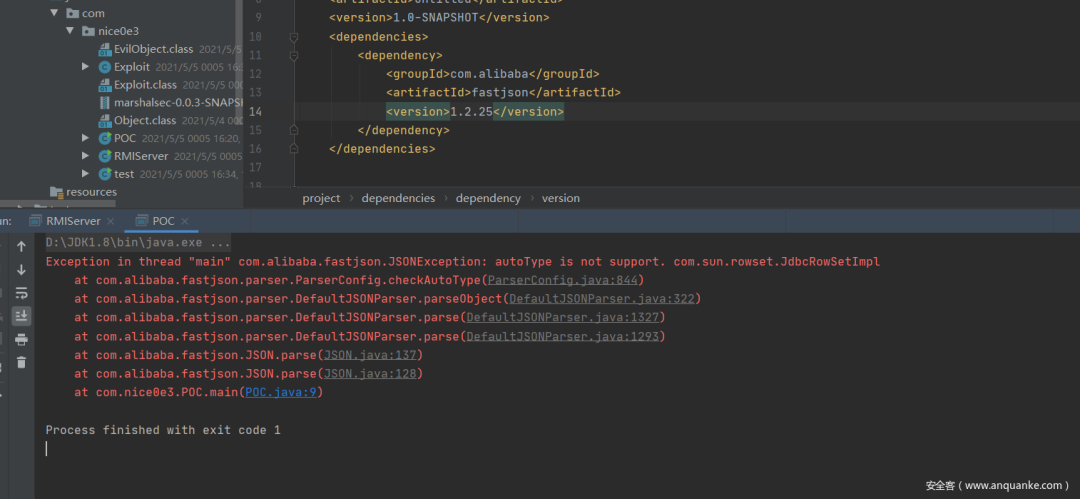 com
nice0e3
EvilObject.class 2021/5/5
Exploit 2021/5/5 0005 16:
Exploit.class
marshalsec-0.0.3-SNAPS
Object.class 2021/5/4 000
POC 2021/5/5 0005 16:20,
RMIServer 2021/5/5 0005
test 2021/5/5 0005 16:34,
resources
9 <version>1.0-SNAPSHOT</version>
10 <dependencies>
11 <dependency>
12 <groupId>com.alibaba</groupId>
13 <artifactId>fastjson</artifactId>
14 <version>1.2.25</version>
15 </dependency>
16 </dependencies>
17
project > dependencies > dependency > version
un: RMIServer × POC ×
D:\JDK1.8\bin\java.exe ...
Exception in thread "main" com.alibaba.fastjson.JSONException: autoType is not support. com.sun.rowset.JdbcRowSetImpl
at com.alibaba.fastjson.parser.ParserConfig.checkAutoType(ParserConfig.java:844)
at com.alibaba.fastjson.parser.DefaultJSONParser.parseObject(DefaultJSONParser.java:322)
at com.alibaba.fastjson.parser.DefaultJSONParser.parse(DefaultJSONParser.java:1327)
at com.alibaba.fastjson.parser.DefaultJSONParser.parse(DefaultJSONParser.java:1293)
at com.alibaba.fastjson.JSON.parse(JSON.java:137)
at com.alibaba.fastjson.JSON.parse(JSON.java:128)
at com.nice0e3.POC.main(POC.java:9)
Process finished with exit code 1
安全客（www.anquanke.com）